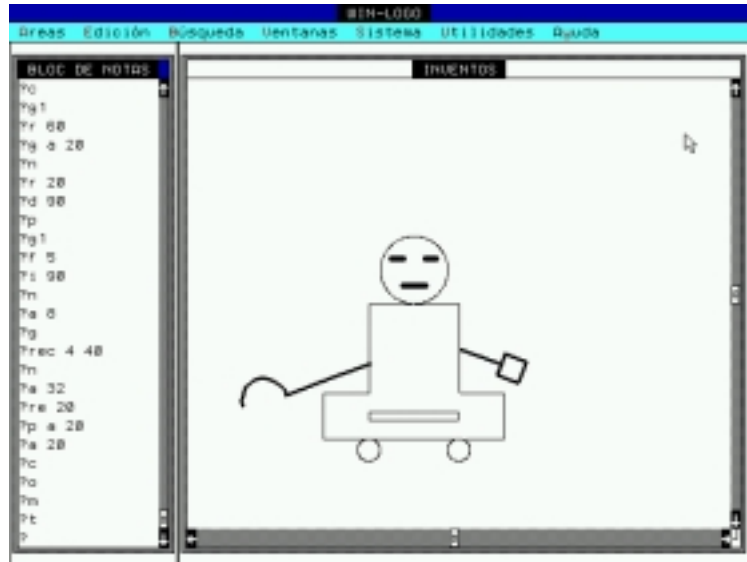 WIN-LOGO
Areas Edición Búsqueda Ventanas Sistema Utilidades Ayuda
BLOC DE NOTAS
INVENTOS
?o
?g1
?r 60
?g a 20
?n
?r 20
?d 90
?p
?g1
?f 5
?i 90
?n
?a 8
?g
?rec 4 40
?n
?a 32
?re 20
?p a 20
?a 20
?c
?o
?m
?t
?